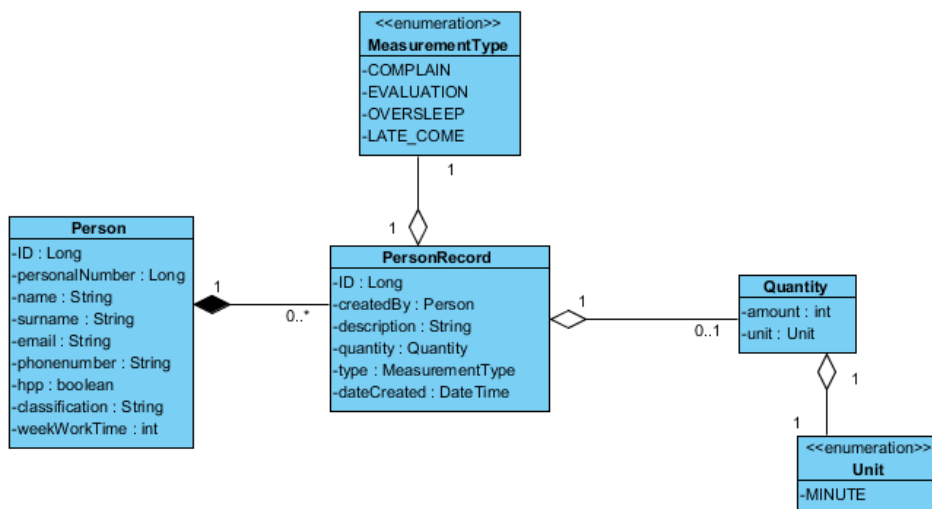 <<enumeration>>
MeasurementType
-COMPLAIN
-EVALUATION
-OVERSLEEP
-LATE_COME
1
1
Person
-ID : Long
-personalNumber : Long
-name : String
-surname : String
-email : String
-phonenumber : String
-hpp : boolean
-classification : String
-weekWorkTime : int
1
0..*
PersonRecord
-ID : Long
-createdBy : Person
-description : String
-quantity : Quantity
-type : MeasurementType
-dateCreated : DateTime
1
0..1
Quantity
-amount : int
-unit : Unit
1
1
<<enumeration>>
Unit
-MINUTE